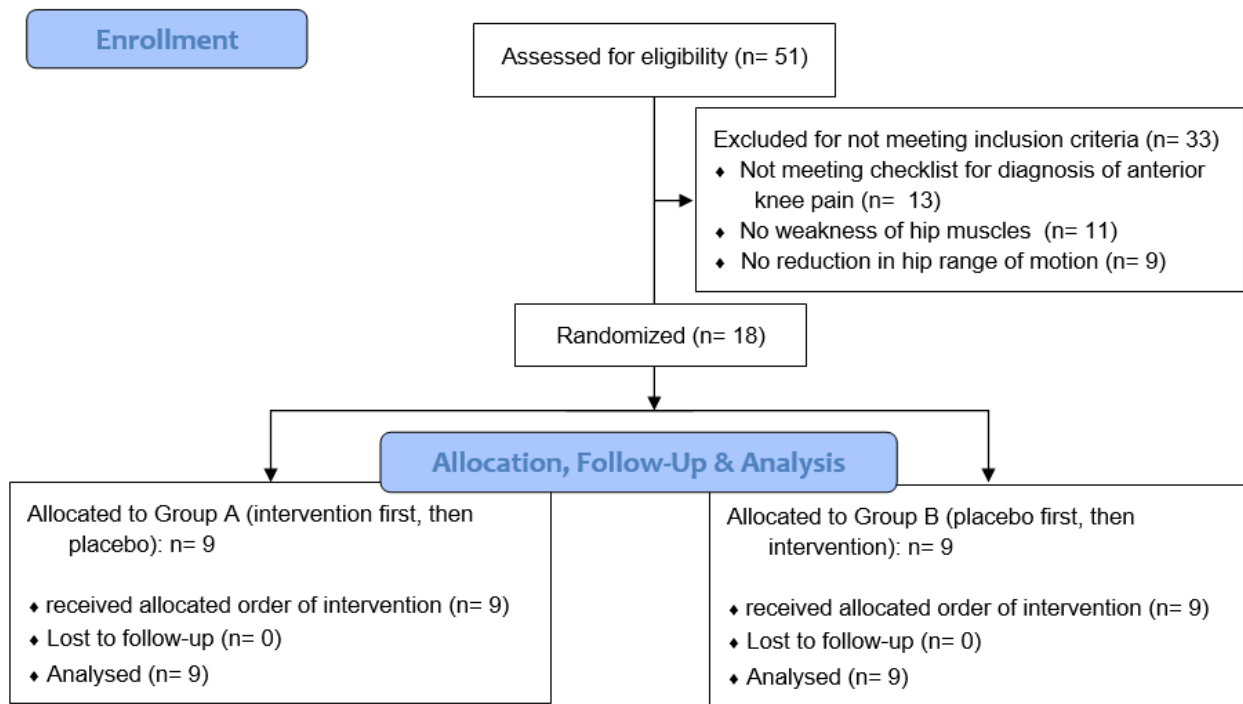 Enrollment
Assessed for eligibility (n= 51)
Excluded for not meeting inclusion criteria (n= 33)
♦ Not meeting checklist for diagnosis of anterior
knee pain (n=  13)
♦ No weakness of hip muscles  (n= 11)
♦ No reduction in hip range of motion (n= 9)
Randomized (n= 18)
Allocation, Follow-Up & Analysis
Allocated to Group A (intervention first, then
placebo): n= 9
♦ received allocated order of intervention (n= 9)
♦ Lost to follow-up (n= 0)
♦ Analysed (n= 9)
Allocated to Group B (placebo first, then
intervention): n= 9
♦ received allocated order of intervention (n= 9)
♦ Lost to follow-up (n= 0)
♦ Analysed (n= 9)